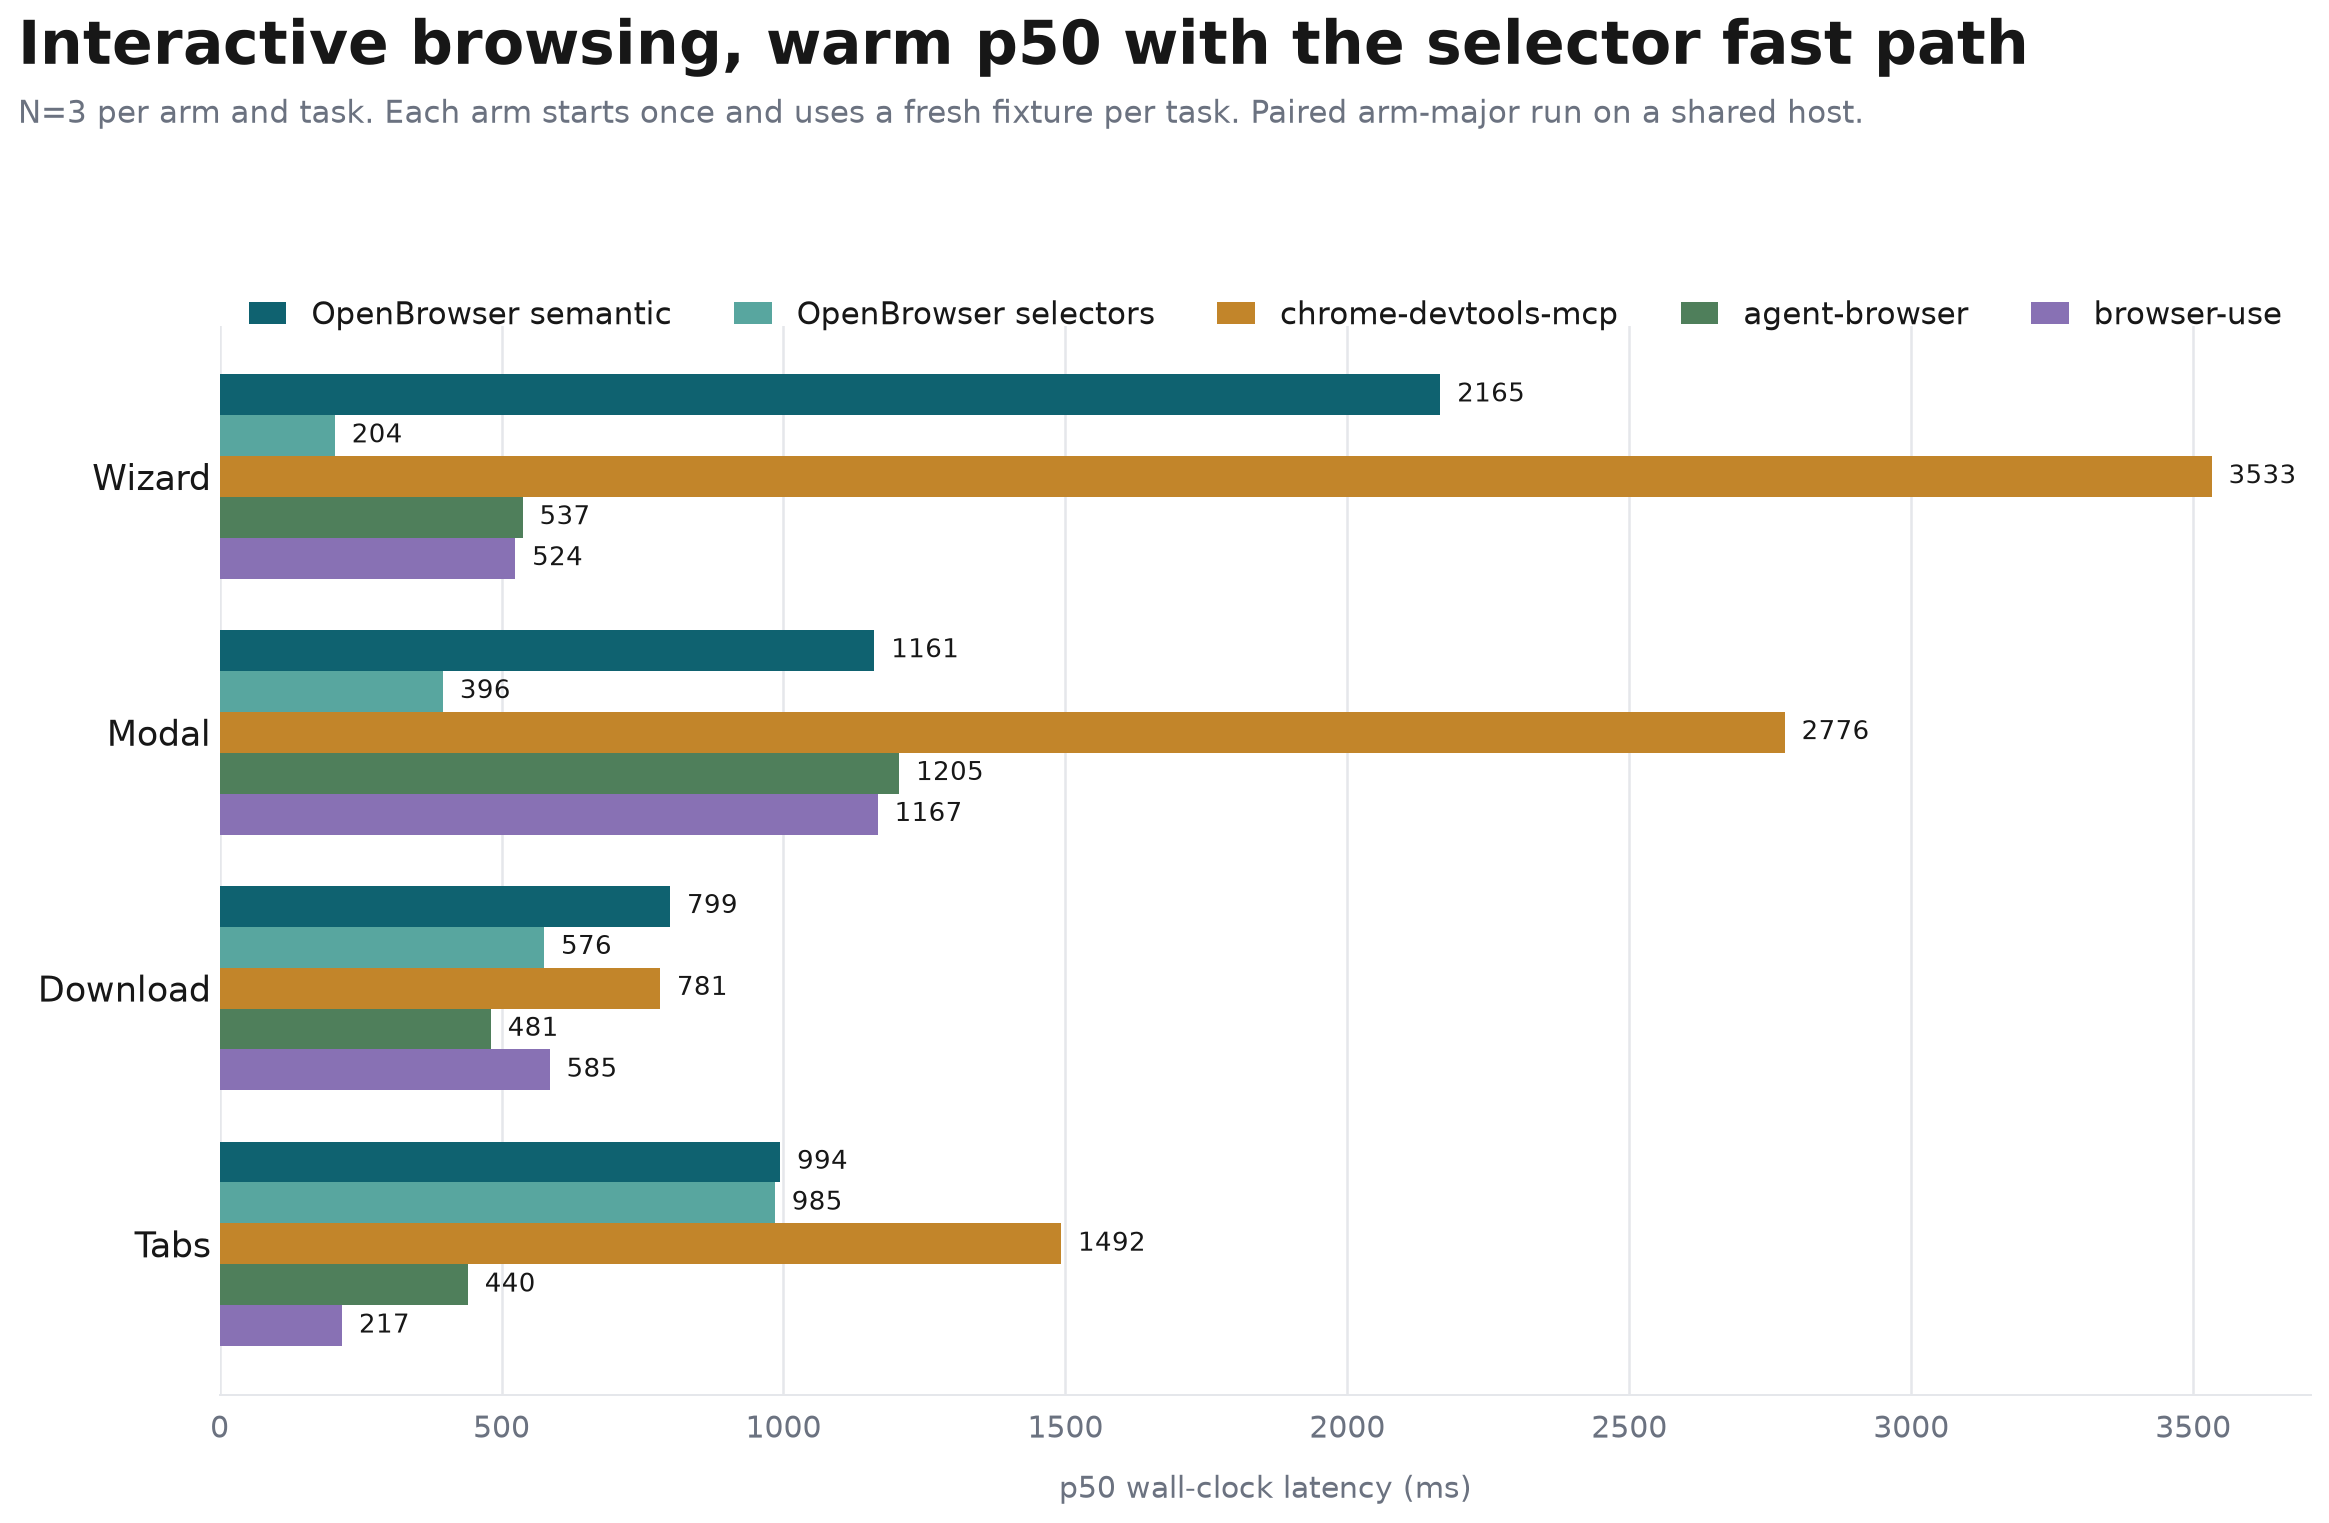 Interactive browsing, warm p50 with the selector fast path
N=3 per arm and task. Each arm starts once and uses a fresh fixture per task. Paired arm-major run on a shared host.
OpenBrowser semantic OpenBrowser selectors chrome-devtools-mcp agent-browser browser-use
2165
204
Wizard 3533
537
524
1161
396
Modal 2776
1205
1167
799
576
Download 781
481
585
994
985
Tabs 1492
440
217
0 500 1000 1500 2000 2500 3000 3500
p50 wall-clock latency (ms)